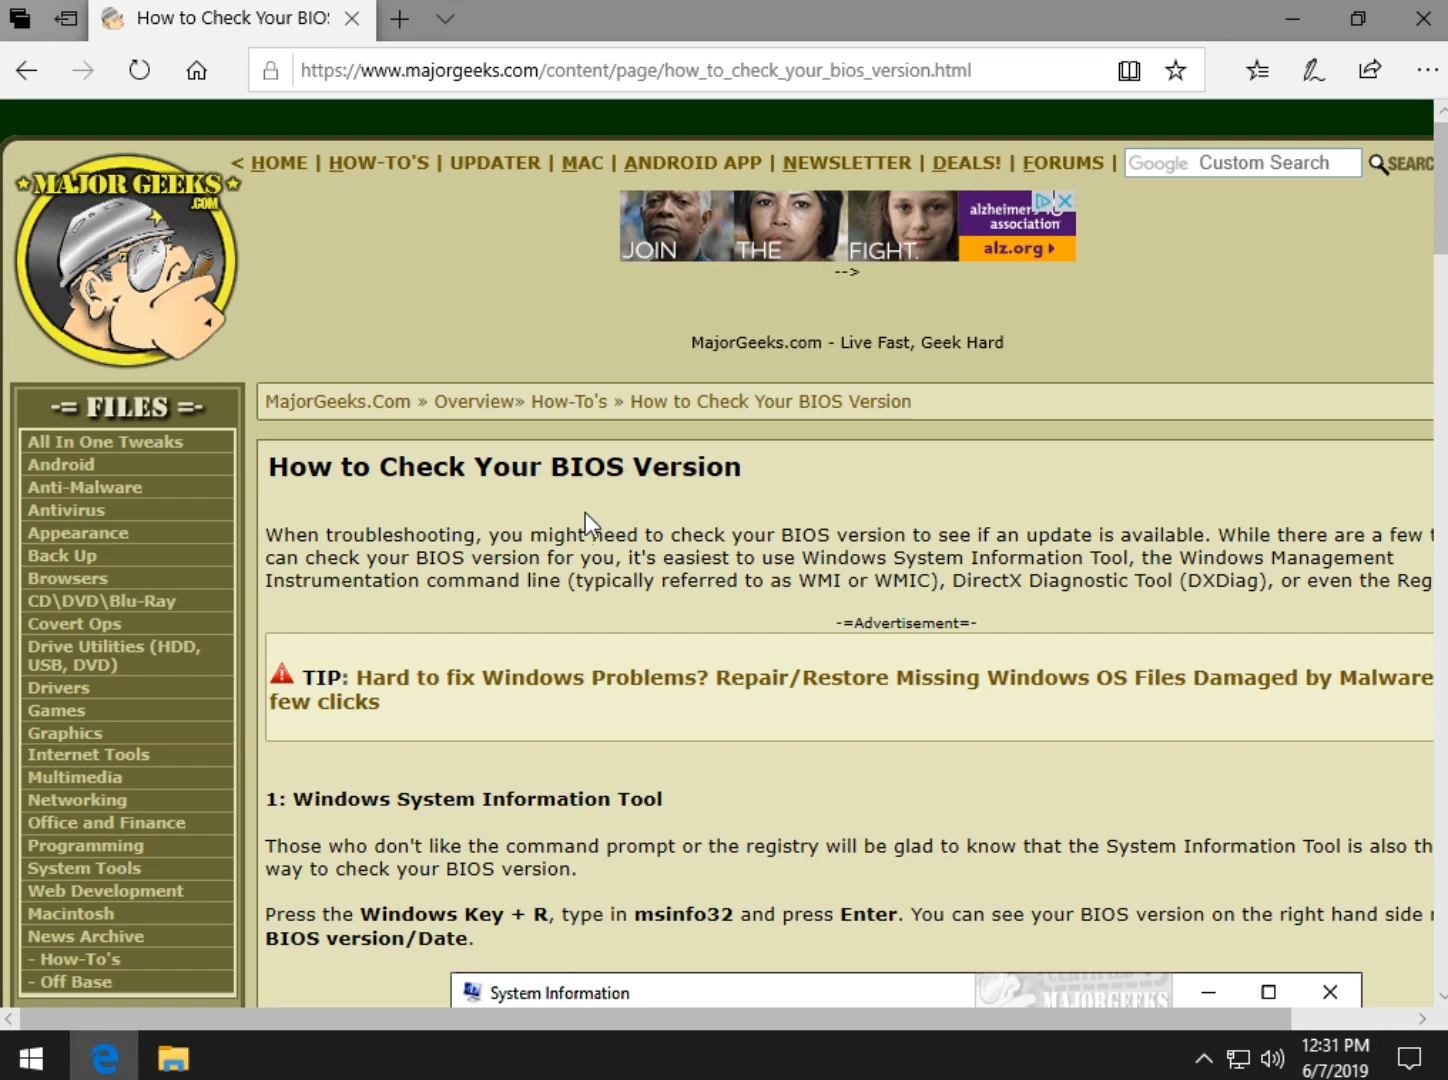 How to Check Your BIO
https://www.majorgeeks.com/content/page/how_to_check_your_bios_version.html
< HOME | HOW-TO'S | UPDATER | MAC | ANDROID APP | NEWSLETTER | DEALS! | FORUMS |
Google Custom Search
SEARC
MAJOR GEEKS
.COM
JOIN THE FIGHT.
alzheimer's
association
alz.org
-->
MajorGeeks.com - Live Fast, Geek Hard
-= FILES =-
All In One Tweaks
Android
Anti-Malware
Antivirus
Appearance
Back Up
Browsers
CD\DVD\Blu-Ray
Covert Ops
Drive Utilities (HDD,
USB, DVD)
Drivers
Games
Graphics
Internet Tools
Multimedia
Networking
Office and Finance
Programming
System Tools
Web Development
Macintosh
News Archive
- How-To's
- Off Base
MajorGeeks.Com » Overview» How-To's » How to Check Your BIOS Version
How to Check Your BIOS Version
When troubleshooting, you might need to check your BIOS version to see if an update is available. While there are a few t
can check your BIOS version for you, it's easiest to use Windows System Information Tool, the Windows Management
Instrumentation command line (typically referred to as WMI or WMIC), DirectX Diagnostic Tool (DXDiag), or even the Reg
-=Advertisement=-
TIP: Hard to fix Windows Problems? Repair/Restore Missing Windows OS Files Damaged by Malware
few clicks
1: Windows System Information Tool
Those who don't like the command prompt or the registry will be glad to know that the System Information Tool is also th
way to check your BIOS version.
Press the Windows Key + R, type in msinfo32 and press Enter. You can see your BIOS version on the right hand side
BIOS version/Date.
System Information
MAJORGEEKS
12:31 PM
6/7/2019